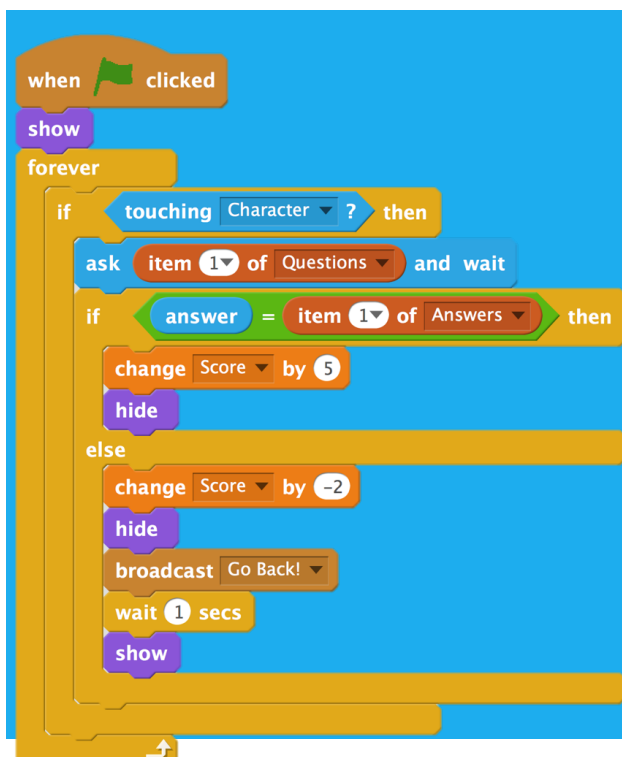 when clicked
show
forever
if touching Character ? then
ask item 1 of Questions and wait
if answer = item 1 of Answers then
change Score by 5
hide
else
change Score by -2
hide
broadcast Go Back!
wait 1 secs
show